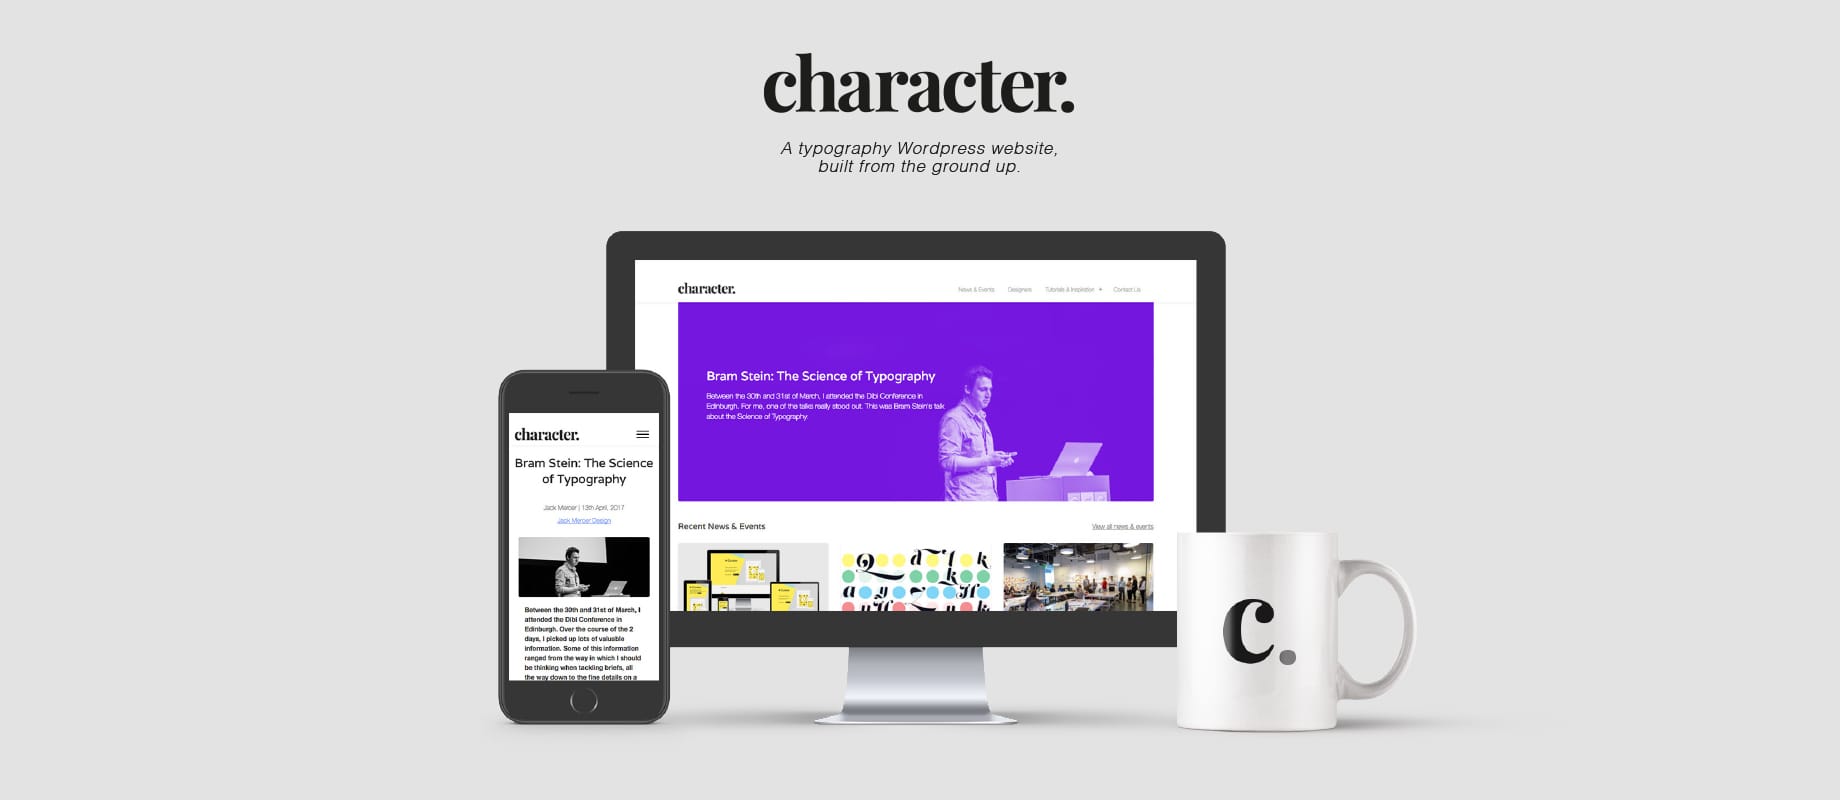 character.
A typography Wordpress website,
built from the ground up.
character.
News & Events Designers Tutorials & Inspiration + Contact Us
Bram Stein: The Science of Typography
Between the 30th and 31st of March, I attended the Dibi Conference in
Edinburgh. For me, one of the talks really stood out. This was Bram Stein's talk
about the Science of Typography.
Recent News & Events
View all news & events
character.
Bram Stein: The Science
of Typography
Jack Mercer | 13th April, 2017
Jack Mercer Design
Between the 30th and 31st of March, I
attended the Dibi Conference in
Edinburgh. Over the course of the 2
days, I picked up lots of valuable
information. Some of this information
ranged from the way in which I should
be thinking when tackling briefs, all
the way down to the fine details on a
c.